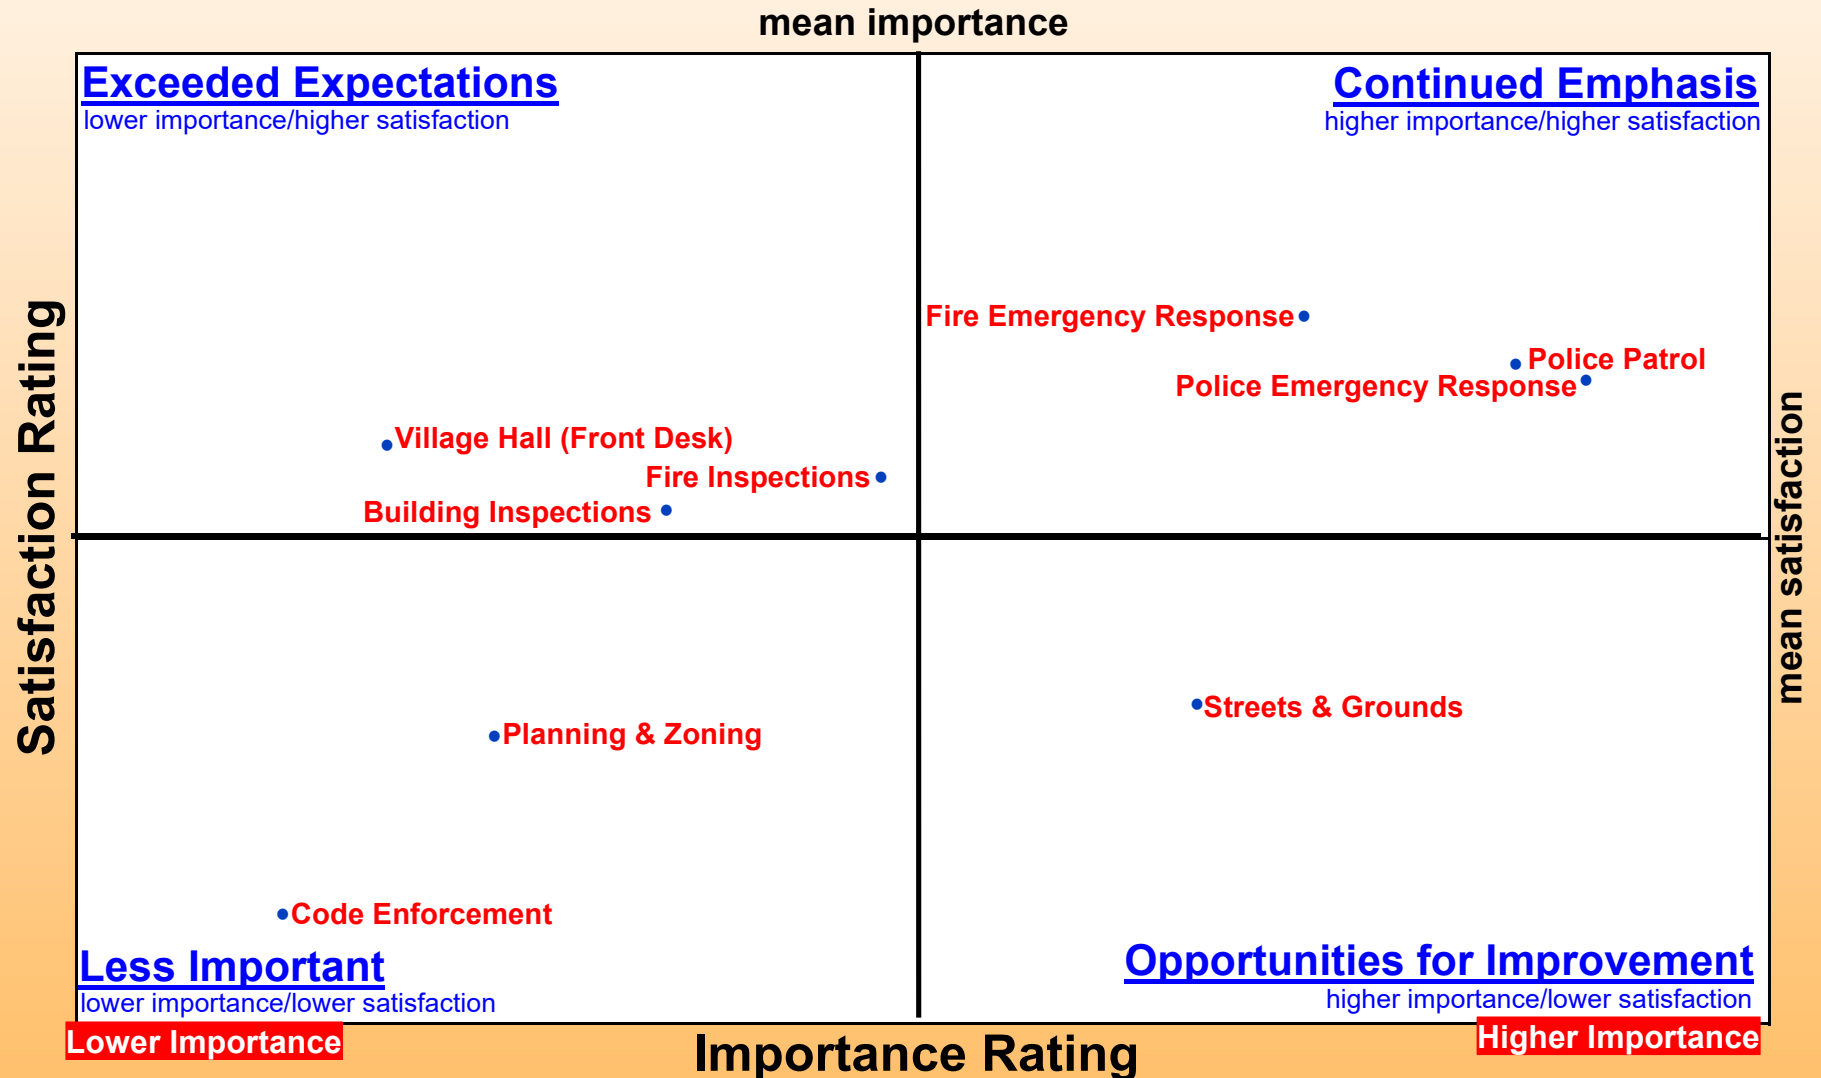 mean importance
Exceeded Expectations
lower importance/higher satisfaction
Continued Emphasis
higher importance/higher satisfaction
Fire Emergency Response
Police Patrol
Police Emergency Response
Village Hall (Front Desk)
Fire Inspections
Building Inspections
Satisfaction Rating
mean satisfaction
Streets & Grounds
Planning & Zoning
Code Enforcement
Less Important
lower importance/lower satisfaction
Opportunities for Improvement
higher importance/lower satisfaction
Lower Importance
Importance Rating
Higher Importance